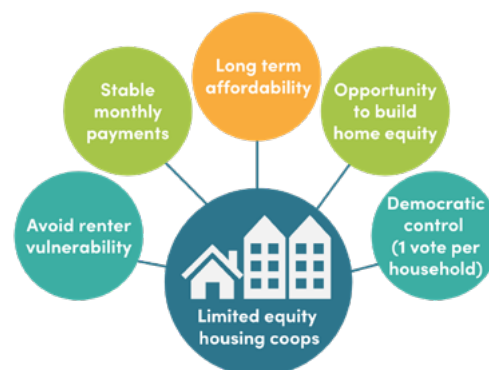 Long term
affordability
Stable
monthly
payments
Opportunity
to build
home equity
Avoid renter
vulnerability
Democratic
control
(1 vote per
household)
Limited equity
housing coops